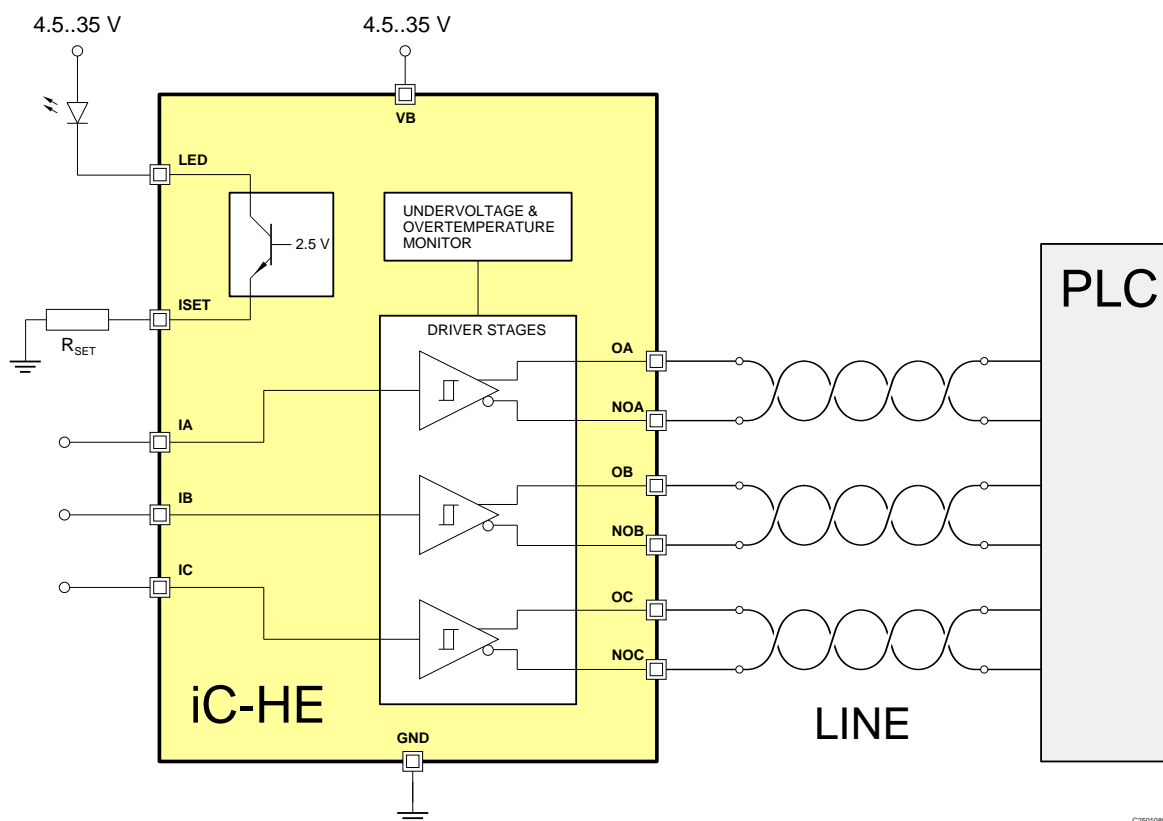 4.5..35 V
4.5..35 V
VB
LED
UNDERVOLTAGE &
OVERTEMPERATURE
MONITOR
2.5 V
ISET
RSET
PLC
DRIVER STAGES
OA
IA
NOA
OB
IB
NOB
IC
OC
NOC
iC-HE
LINE
GND